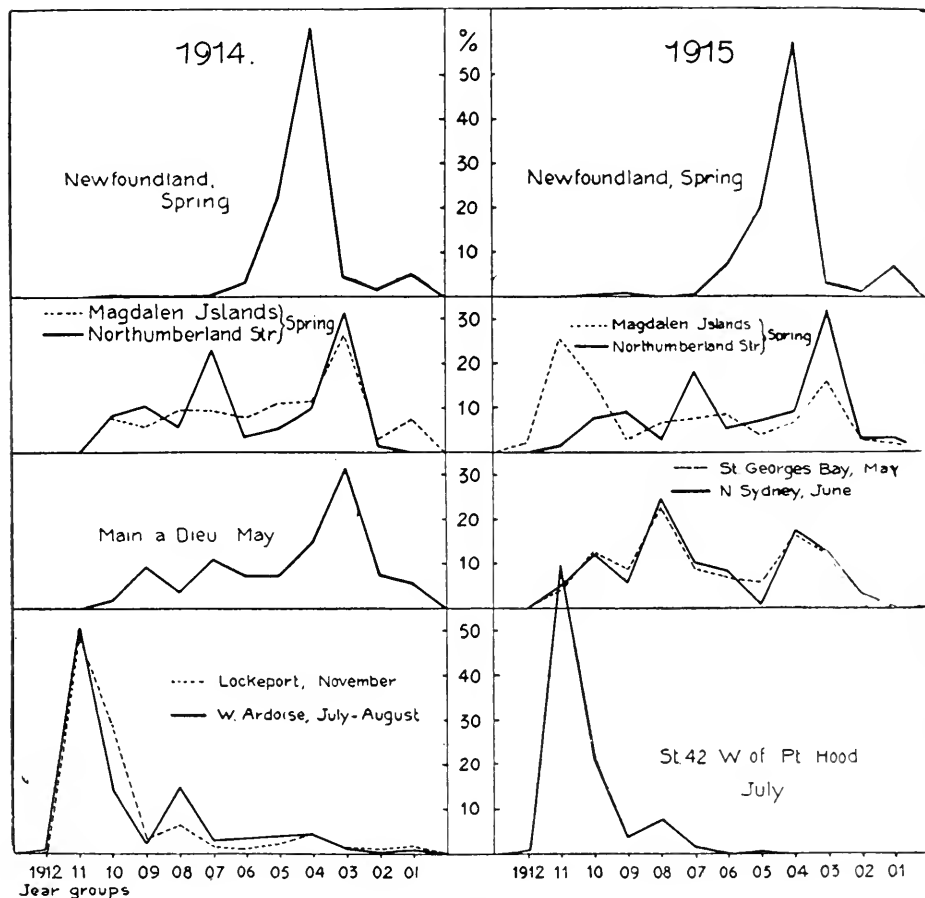 1914.
%
1915
50
40
30
20
10
Newfoundland,
Spring
Newfoundland, Spring
Magdalen Jslands
Northumberland Str
}Spring
30
20
10
Magdalen Jslands
Northumberland Str
}Spring
Main a Dieu May
30
20
10
St. Georges Bay, May
N Sydney, June
Lockeport, November
W. Ardoise, July-August
50
40
30
20
10
St. 42 W of Pt Hood
July
1912 11 10 09 08 07 06 05 04 03 02 01
1912 11 10 09 08 07 06 05 04 03 02 01
Jear groups